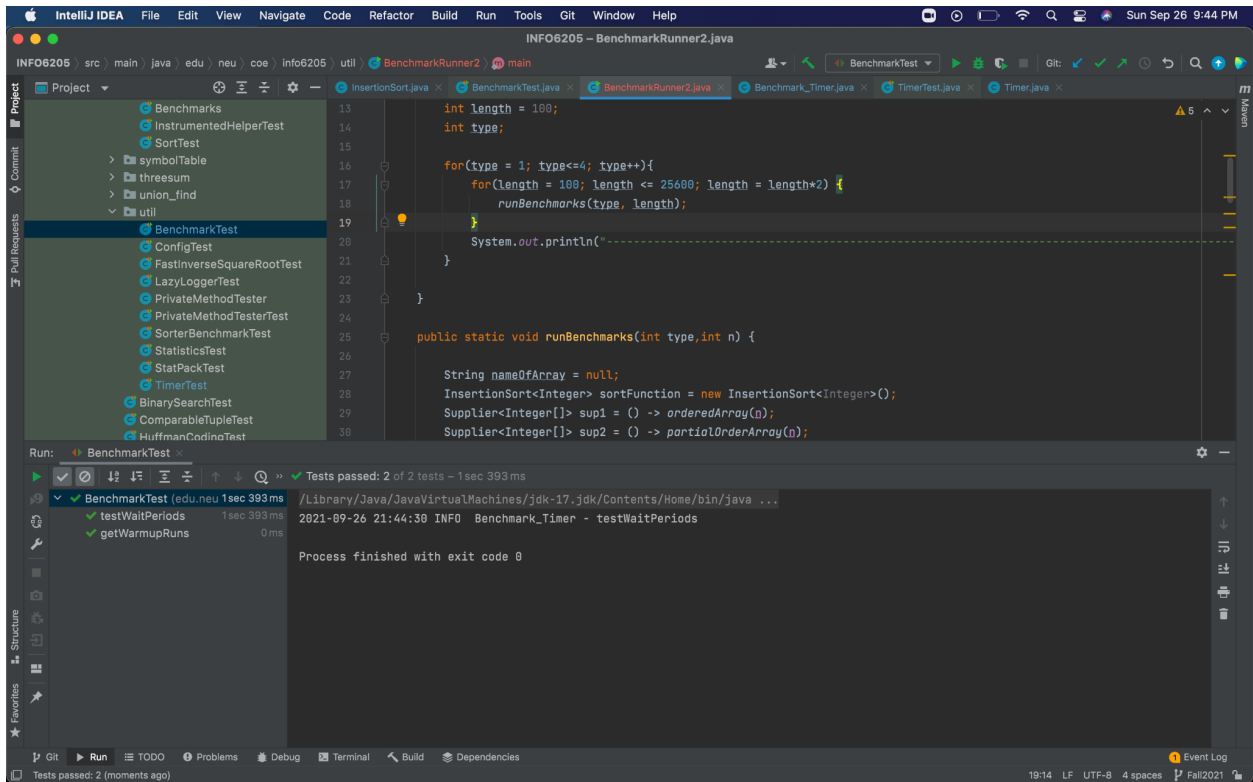 IntelliJ IDEA File Edit View Navigate Code Refactor Build Run Tools Git Window Help Sun Sep 26 9:44 PM
INFO6205 – BenchmarkRunner2.java
INFO6205 〉 src 〉 main 〉 java 〉 edu 〉 neu 〉 coe 〉 info6205 〉 util 〉 BenchmarkRunner2 〉 main BenchmarkTest Git:
Project InsertionSort.java × BenchmarkTest.java × BenchmarkRunner2.java × Benchmark_Timer.java × TimerTest.java × Timer.java ×
Project
Commit
Pull Requests
Structure
Favorites
m Maven
Benchmarks
InstrumentedHelperTest
SortTest
symbolTable
threesum
union_find
util
BenchmarkTest
ConfigTest
FastInverseSquareRootTest
LazyLoggerTest
PrivateMethodTester
PrivateMethodTesterTest
SorterBenchmarkTest
StatisticsTest
StatPackTest
TimerTest
BinarySearchTest
ComparableTupleTest
HuffmanCodingTest
5
13 int length = 100;
14 int type;
15
16 for(type = 1; type<=4; type++){
17 for(length = 100; length <= 25600; length = length*2) {
18 runBenchmarks(type, length);
19 }
20 System.out.println("--------------------------------------------------------------------------------------------
21 }
22
23 }
24
25 public static void runBenchmarks(int type,int n) {
26
27 String nameOfArray = null;
28 InsertionSort<Integer> sortFunction = new InsertionSort<Integer>();
29 Supplier<Integer[]> sup1 = () -> orderedArray(n);
30 Supplier<Integer[]> sup2 = () -> partialOrderArray(n);
Run: BenchmarkTest ×
» Tests passed: 2 of 2 tests – 1 sec 393 ms
BenchmarkTest (edu.neu 1 sec 393 ms
testWaitPeriods 1 sec 393 ms
getWarmupRuns 0 ms
/Library/Java/JavaVirtualMachines/jdk-17.jdk/Contents/Home/bin/java ...
2021-09-26 21:44:30 INFO Benchmark_Timer - testWaitPeriods
Process finished with exit code 0
Git Run TODO Problems Debug Terminal Build Dependencies 1 Event Log
Tests passed: 2 (moments ago) 19:14 LF UTF-8 4 spaces Fall2021